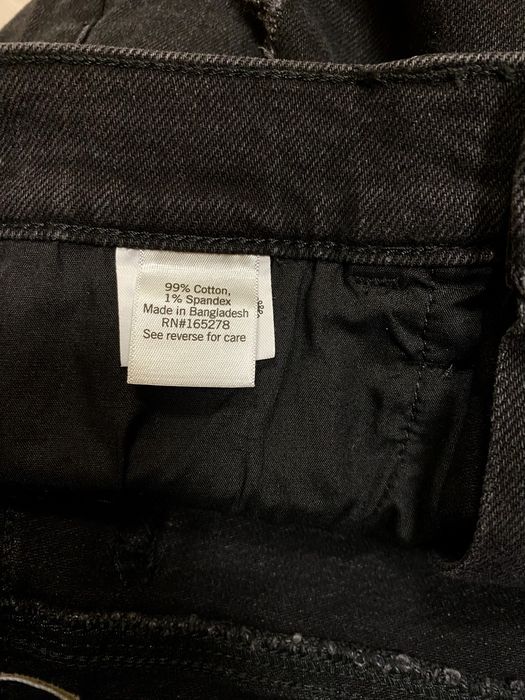 99% Cotton,
1% Spandex
Made in Bangladesh
RN#165278
See reverse for care